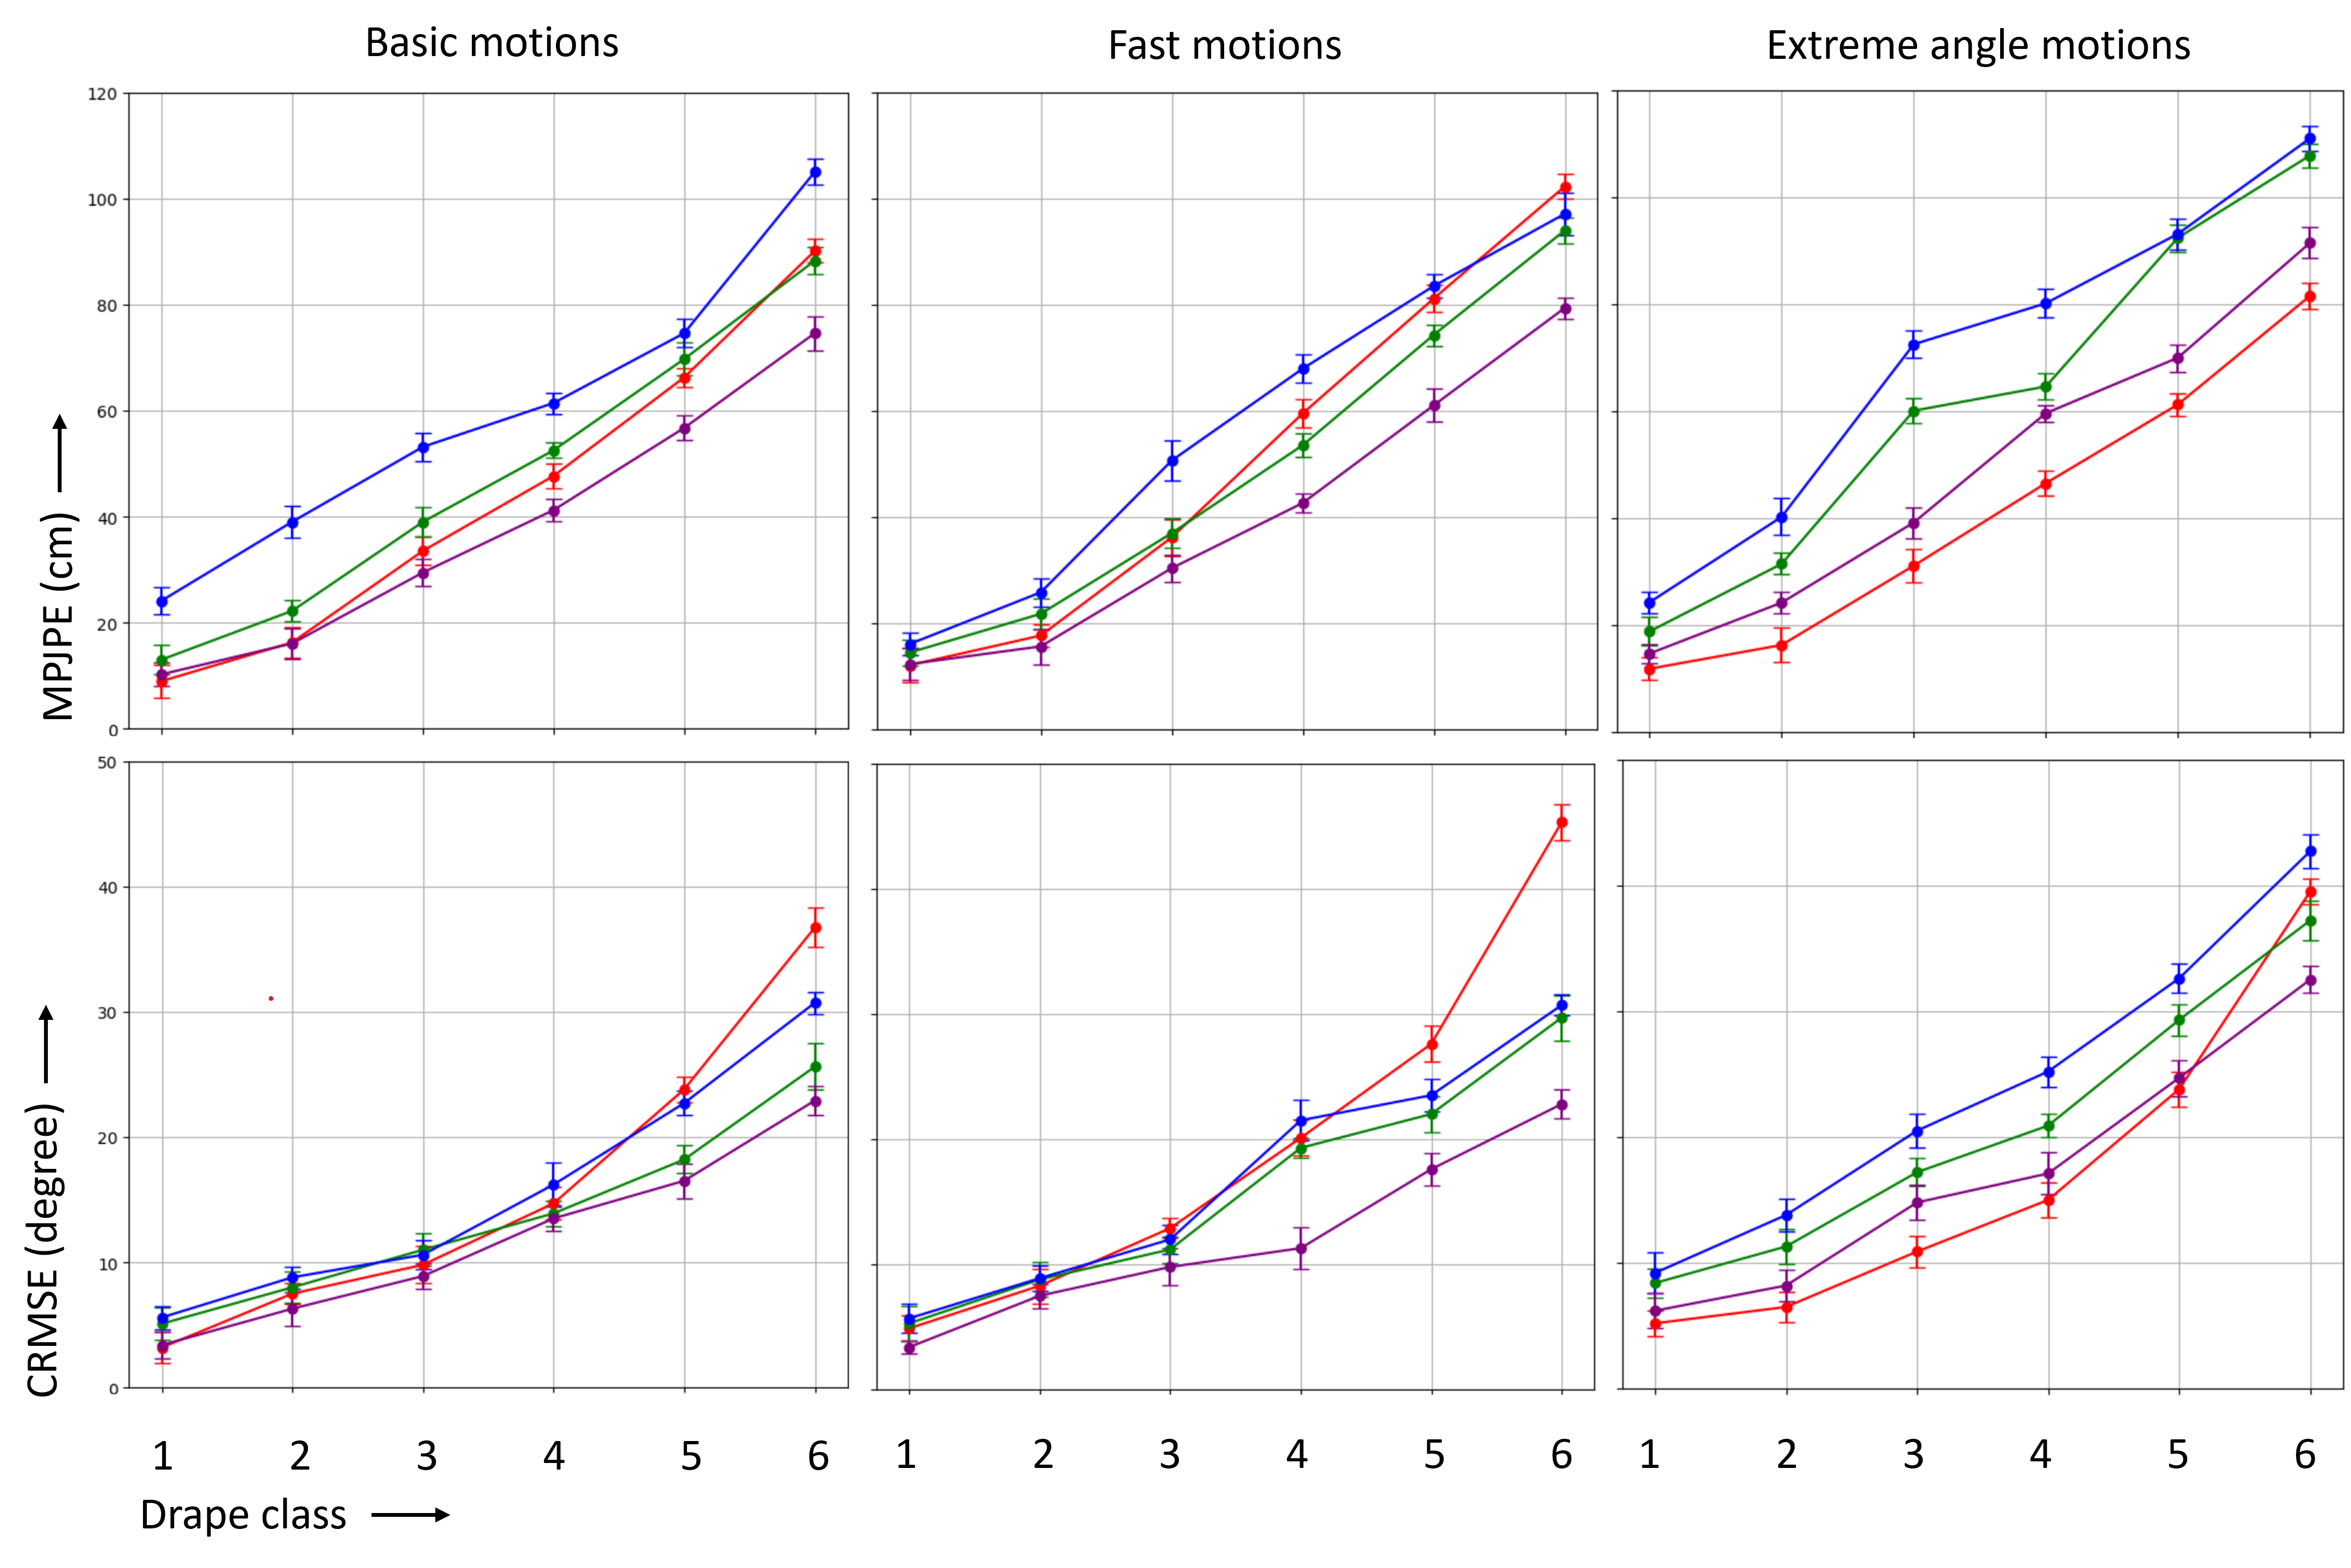 Basic motions Fast motions Extreme angle motions
120
100
80
60
40
20
0
MPJPE (cm)
50
40
30
20
10
0
CRMSE (degree)
1 2 3 4 5 6 1 2 3 4 5 6 1 2 3 4 5 6
Drape class